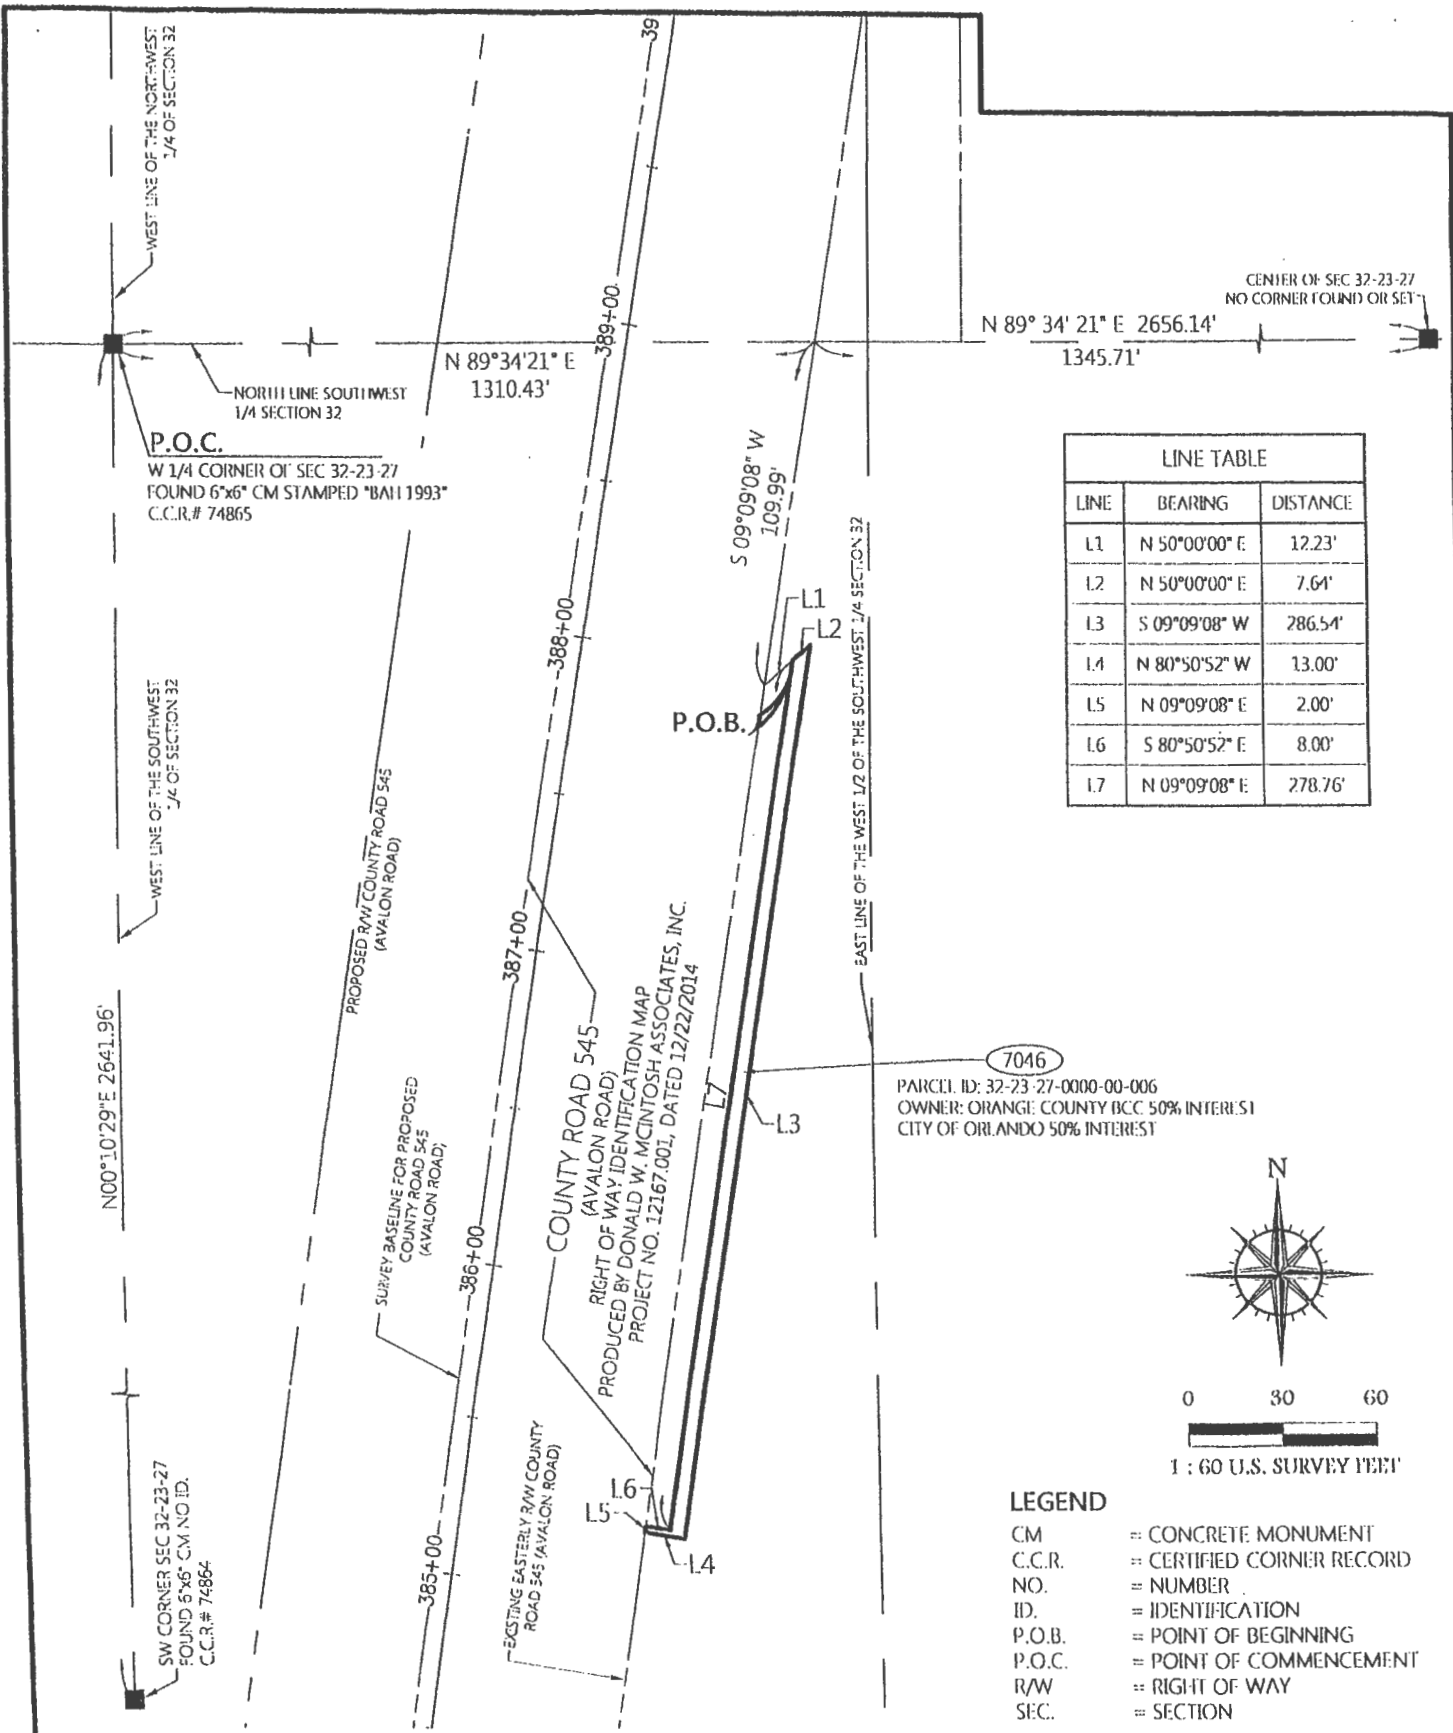 WEST LINE OF THE NORTHWEST
1/4 OF SECTION 32
39
389+00
CENTER OF SEC 32-23-27
NO CORNER FOUND OR SET
N 89° 34' 21" E 2656.14'
1345.71'
N 89°34'21" E
1310.43'
NORTH LINE SOUTHWEST
1/4 SECTION 32
P.O.C.
W 1/4 CORNER OF SEC 32-23-27
FOUND 6"x6" CM STAMPED "BAH 1993"
C.C.R.# 74865
S 09°09'08" W
109.99'
LINE TABLE
LINE BEARING DISTANCE
L1 N 50°00'00" E 12.23'
L2 N 50°00'00" E 7.64'
L3 S 09°09'08" W 286.54'
L4 N 80°50'52" W 13.00'
L5 N 09°09'08" E 2.00'
L6 S 80°50'52" E 8.00'
L7 N 09°09'08" E 278.76'
EAST LINE OF THE WEST 1/2 OF THE SOUTHWEST 1/4 SECTION 32
388+00
L1
L2
P.O.B.
WEST LINE OF THE SOUTHWEST
1/4 OF SECTION 32
PROPOSED R/W COUNTY ROAD 545
(AVALON ROAD)
387+00
N00°10'29"E 2641.96'
SURVEY BASELINE FOR PROPOSED
COUNTY ROAD 545
(AVALON ROAD)
386+00
COUNTY ROAD 545
(AVALON ROAD)
RIGHT OF WAY IDENTIFICATION MAP
PRODUCED BY DONALD W. MCINTOSH ASSOCIATES, INC.
PROJECT NO. 12167.001, DATED 12/22/2014
L7
L3
7046
PARCEL ID: 32-23-27-0000-00-006
OWNER: ORANGE COUNTY BCC 50% INTEREST
CITY OF ORLANDO 50% INTEREST
N
0 30 60
1 : 60 U.S. SURVEY FEET
L6
L5
L4
385+00
EXISTING EASTERLY R/W COUNTY
ROAD 545 (AVALON ROAD)
SW CORNER SEC 32-23-27
FOUND 6"x6" CM NO ID.
C.C.R.# 74864
LEGEND
CM = CONCRETE MONUMENT
C.C.R. = CERTIFIED CORNER RECORD
NO. = NUMBER
ID. = IDENTIFICATION
P.O.B. = POINT OF BEGINNING
P.O.C. = POINT OF COMMENCEMENT
R/W = RIGHT OF WAY
SEC. = SECTION